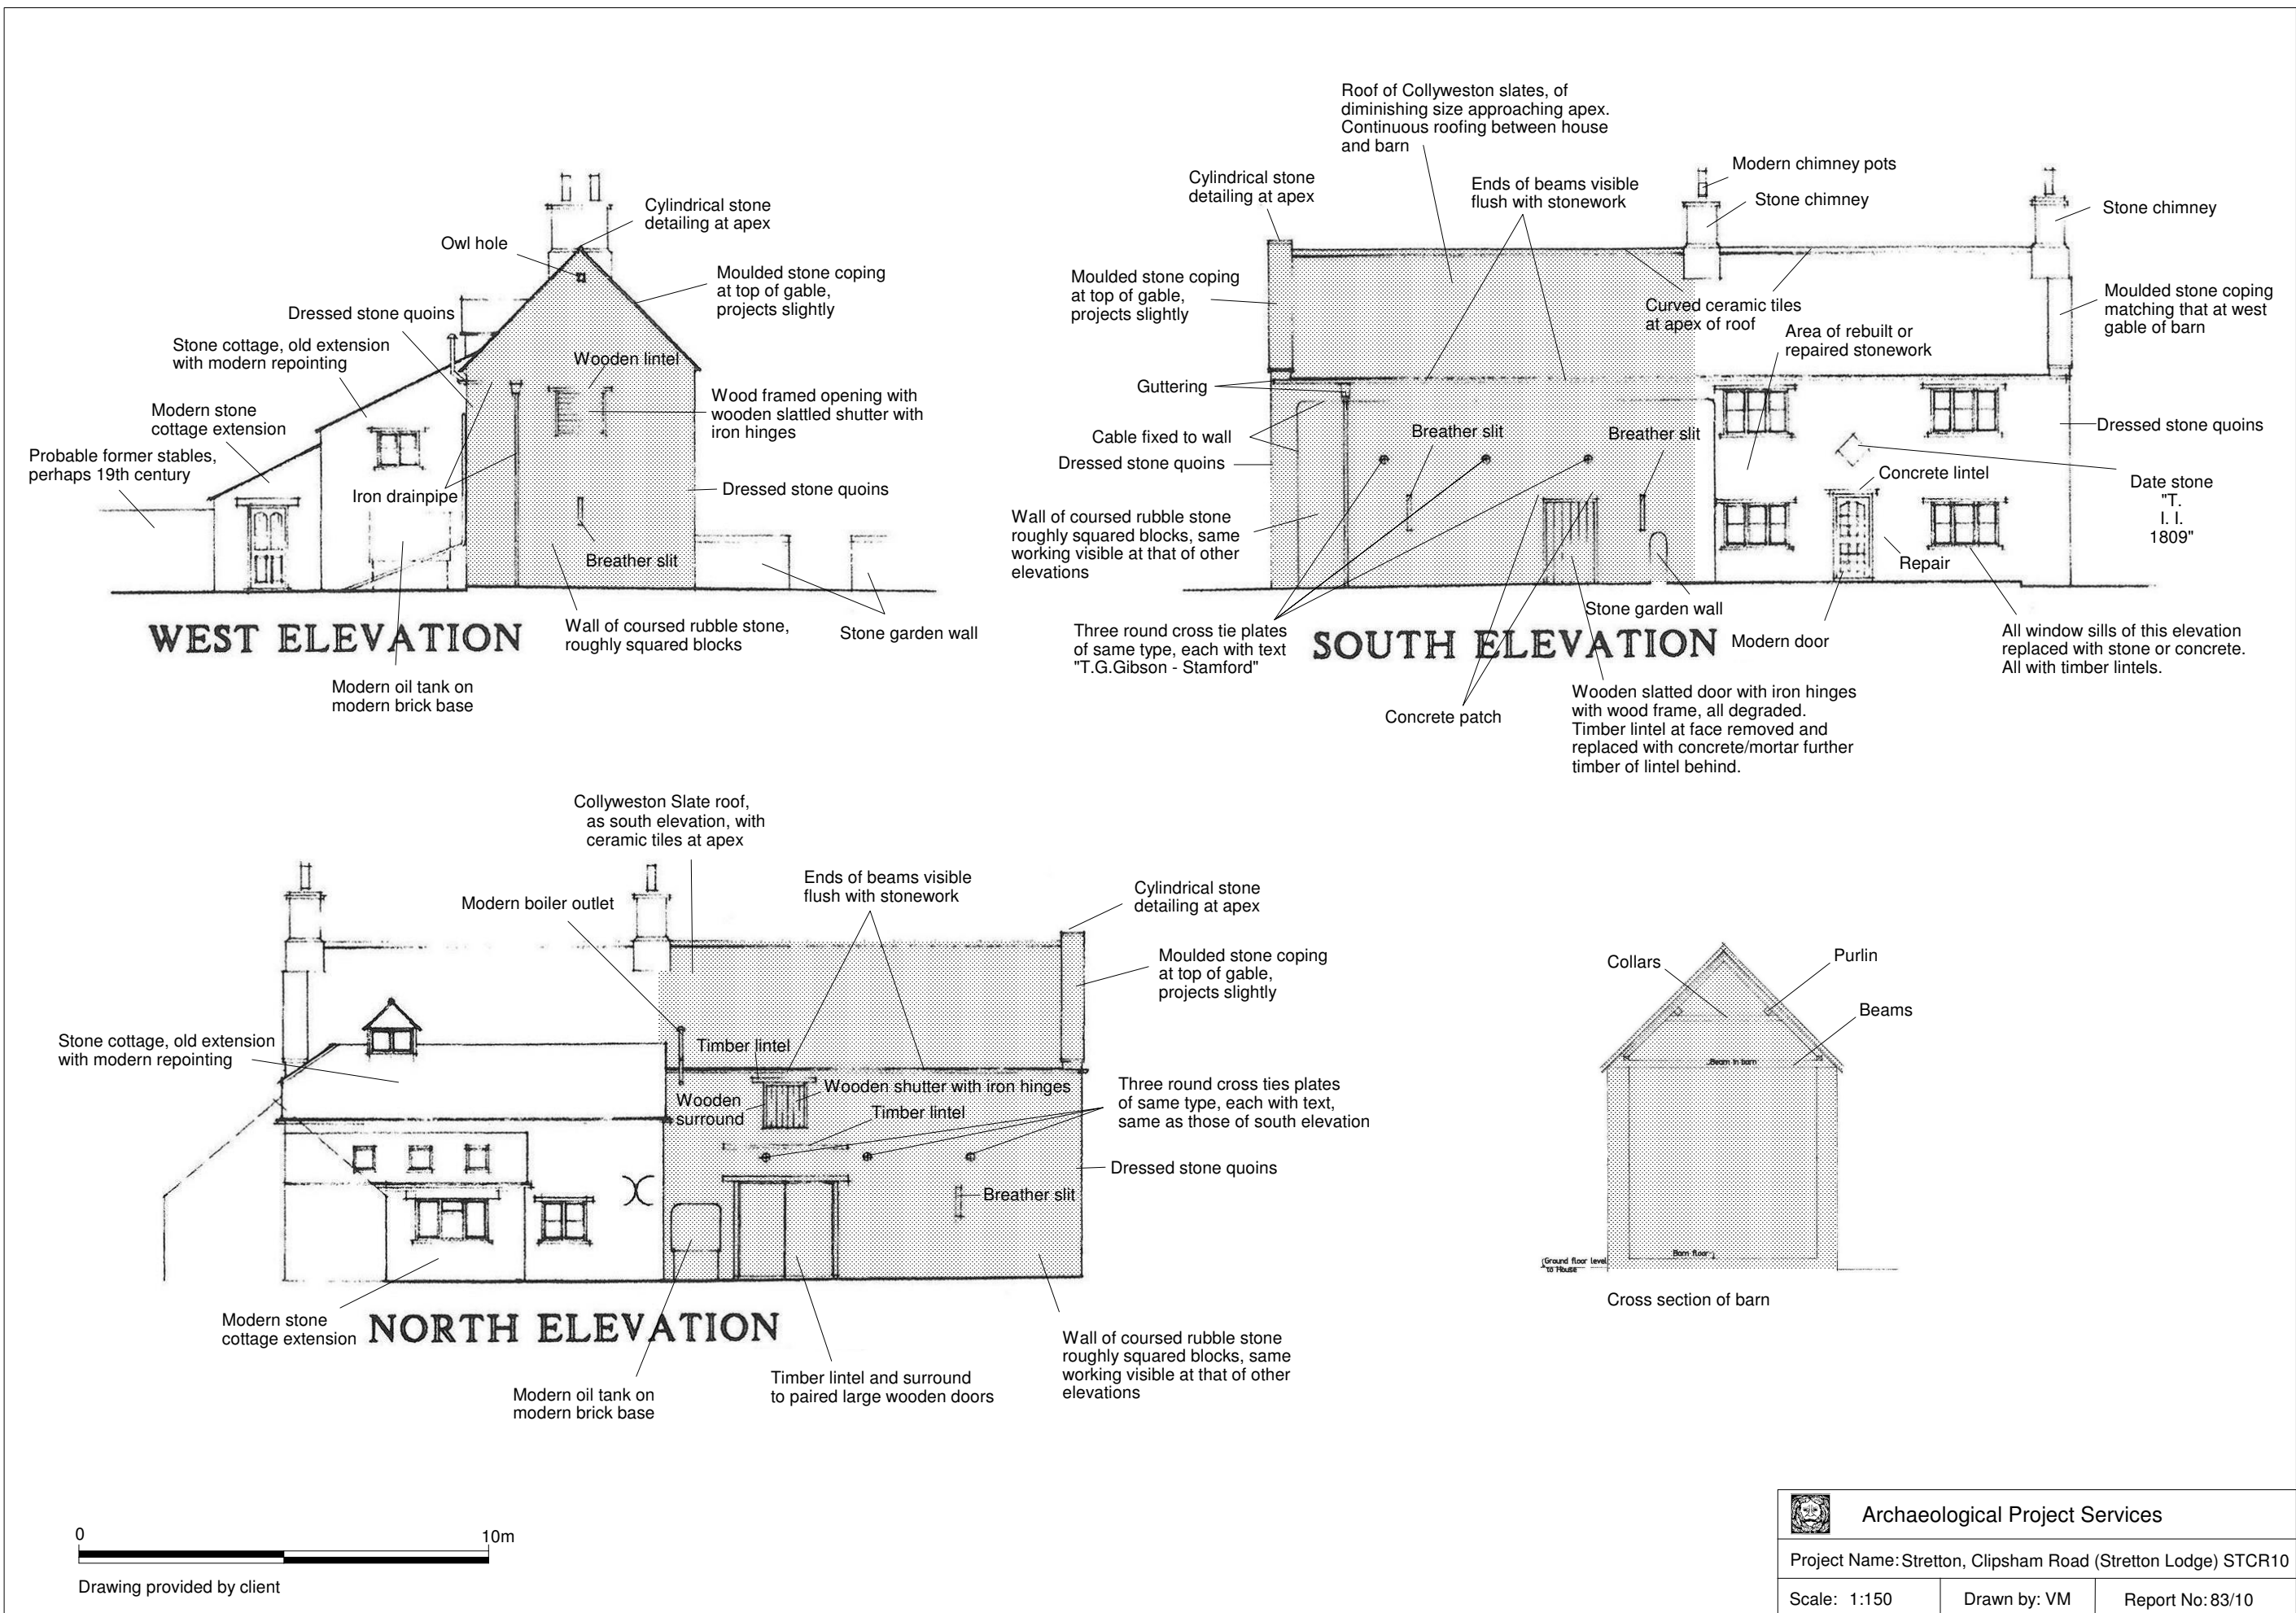 Cylindrical stone
detailing at apex
Owl hole
Moulded stone coping
at top of gable,
projects slightly
Dressed stone quoins
Stone cottage, old extension
with modern repointing
Wooden lintel
Modern stone
cottage extension
Wood framed opening with
wooden slattled shutter with
iron hinges
Probable former stables,
perhaps 19th century
Iron drainpipe
Dressed stone quoins
Breather slit
WEST ELEVATION
Wall of coursed rubble stone,
roughly squared blocks
Stone garden wall
Modern oil tank on
modern brick base
Roof of Collyweston slates, of
diminishing size approaching apex.
Continuous roofing between house
and barn
Cylindrical stone
detailing at apex
Ends of beams visible
flush with stonework
Modern chimney pots
Stone chimney
Stone chimney
Moulded stone coping
at top of gable,
projects slightly
Curved ceramic tiles
at apex of roof
Area of rebuilt or
repaired stonework
Moulded stone coping
matching that at west
gable of barn
Guttering
Cable fixed to wall
Breather slit
Breather slit
Dressed stone quoins
Dressed stone quoins
Concrete lintel
Date stone
"T.
I. I.
1809"
Wall of coursed rubble stone
roughly squared blocks, same
working visible at that of other
elevations
Repair
Stone garden wall
Three round cross tie plates
of same type, each with text
"T.G.Gibson - Stamford"
SOUTH ELEVATION
Modern door
All window sills of this elevation
replaced with stone or concrete.
All with timber lintels.
Concrete patch
Wooden slatted door with iron hinges
with wood frame, all degraded.
Timber lintel at face removed and
replaced with concrete/mortar further
timber of lintel behind.
Collyweston Slate roof,
as south elevation, with
ceramic tiles at apex
Ends of beams visible
flush with stonework
Modern boiler outlet
Cylindrical stone
detailing at apex
Moulded stone coping
at top of gable,
projects slightly
Stone cottage, old extension
with modern repointing
Timber lintel
Wooden shutter with iron hinges
Wooden
surround
Timber lintel
Three round cross ties plates
of same type, each with text,
same as those of south elevation
Dressed stone quoins
Breather slit
Modern stone
cottage extension
NORTH ELEVATION
Modern oil tank on
modern brick base
Timber lintel and surround
to paired large wooden doors
Wall of coursed rubble stone
roughly squared blocks, same
working visible at that of other
elevations
Collars
Purlin
Beams
Beam in barn
Barn floor
Ground floor level
to House
Cross section of barn
0 10m
Drawing provided by client
Archaeological Project Services
Project Name: Stretton, Clipsham Road (Stretton Lodge) STCR10
Scale: 1:150 Drawn by: VM Report No: 83/10